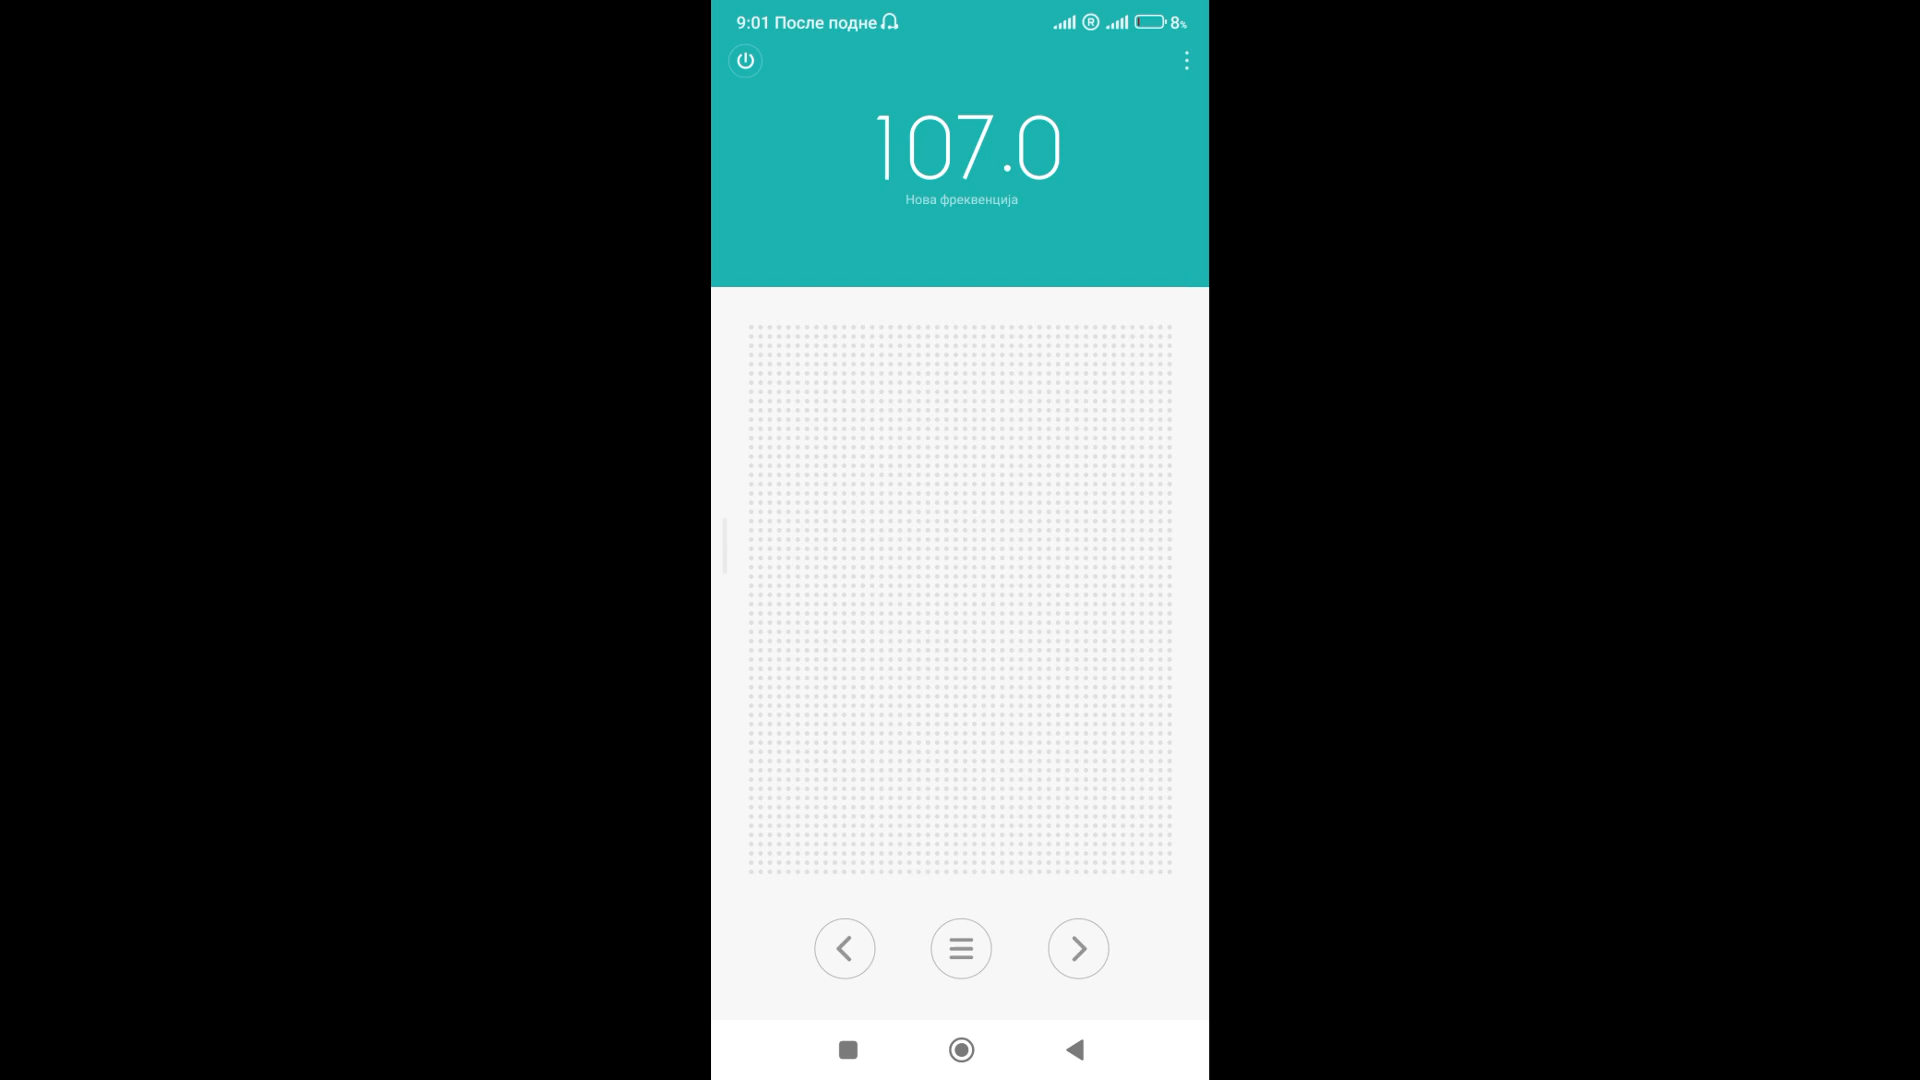 9:01 После подне
R
8%
107.0
Нова фреквенција